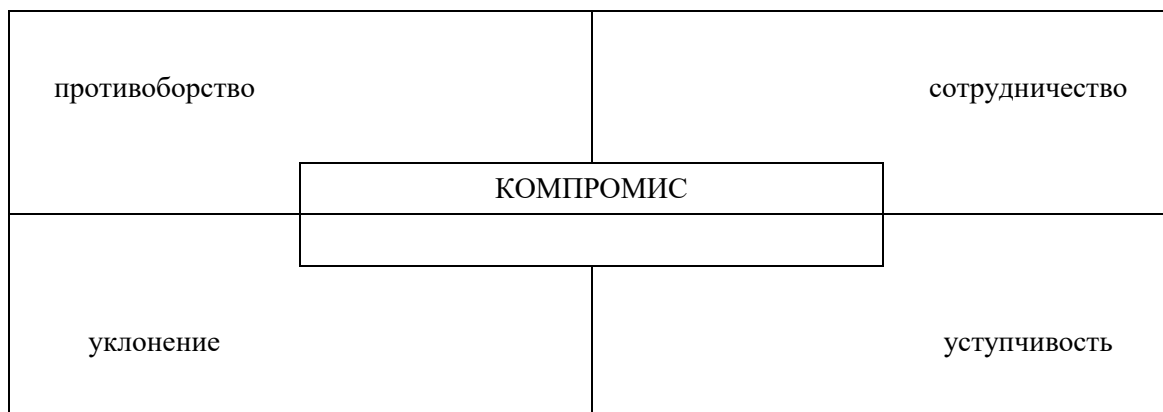 противоборство
сотрудничество
КОМПРОМИС
уклонение
уступчивость